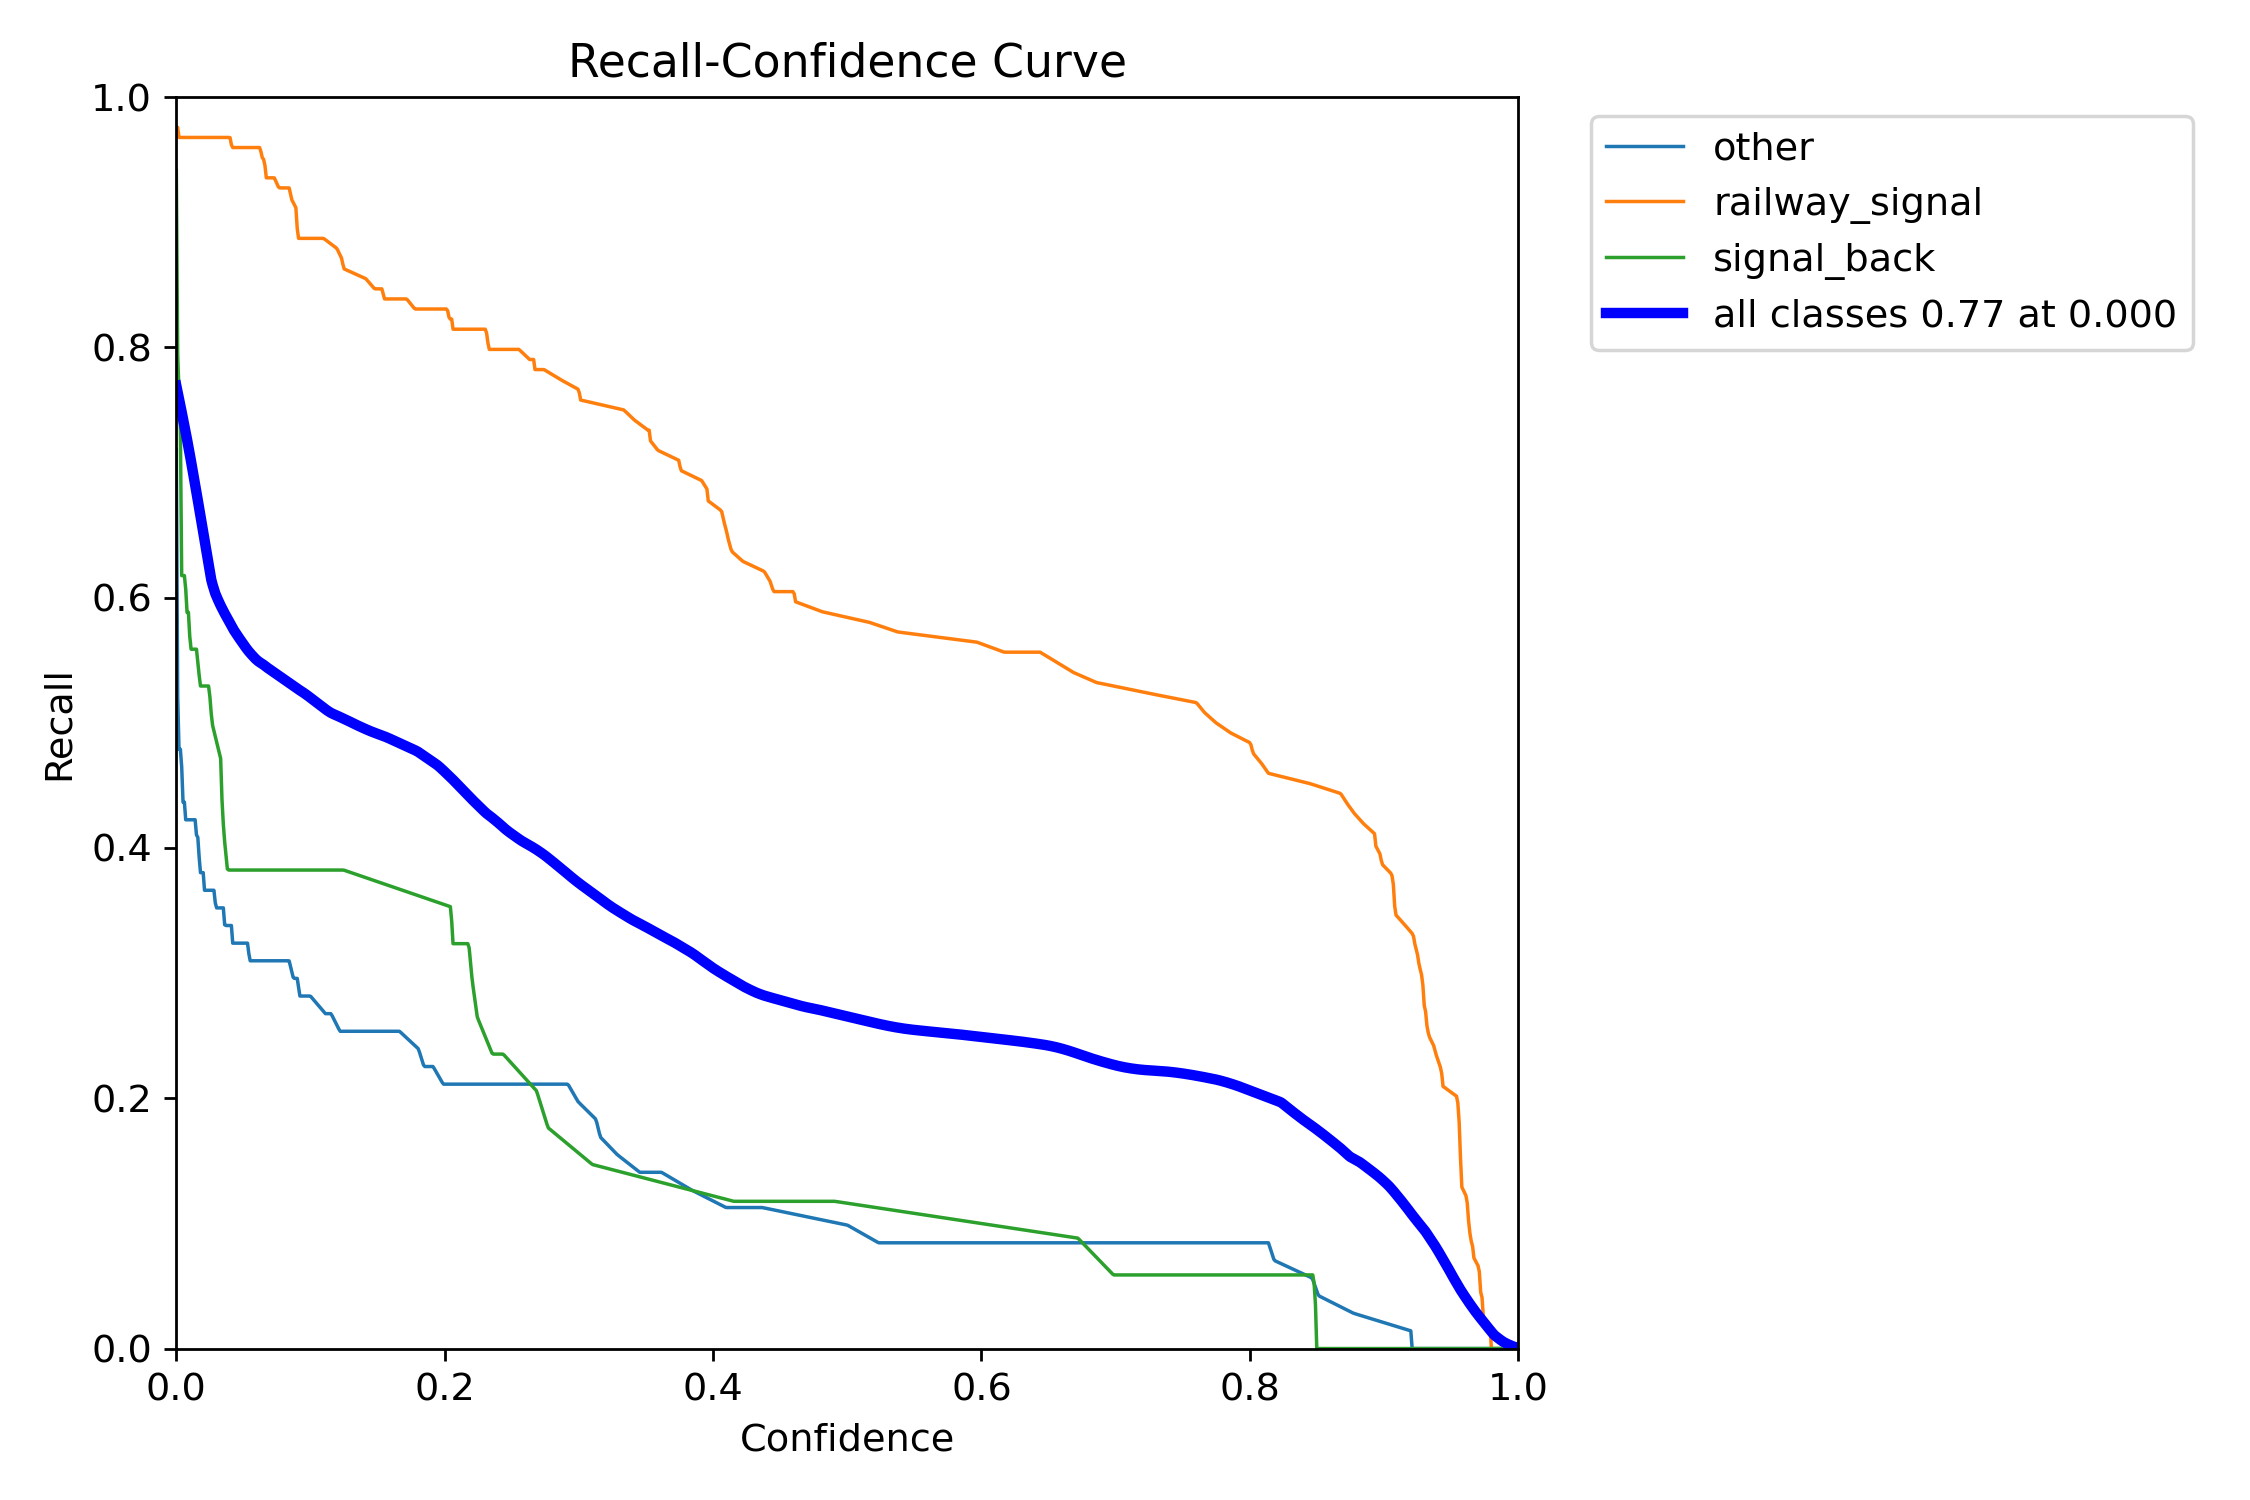 Recall-Confidence Curve
1.0
0.8
0.6
0.4
0.2
0.0
Recall
0.0 0.2 0.4 0.6 0.8 1.0
Confidence
other
railway_signal
signal_back
all classes 0.77 at 0.000